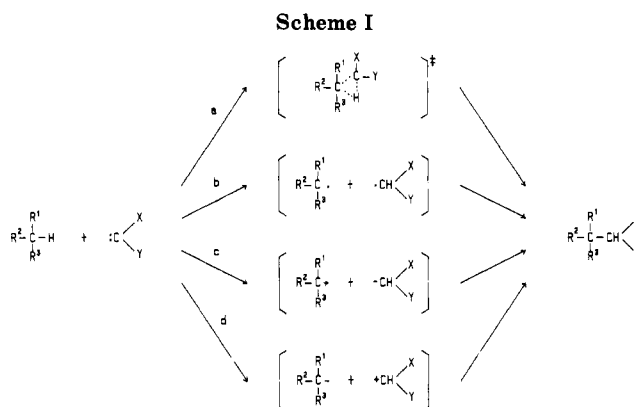 Scheme I
R¹ X
R²–C C–Y ‡
R³ H
a
R¹ X
R²–C· + ·CH
R³ Y
b
R¹ X
R²–C–H + :C
R³ Y
R¹ X
R²–C–CH
R³
c
R¹ X
R²–C+ + -CH
R³ Y
d
R¹ X
R²–C- + +CH
R³ Y